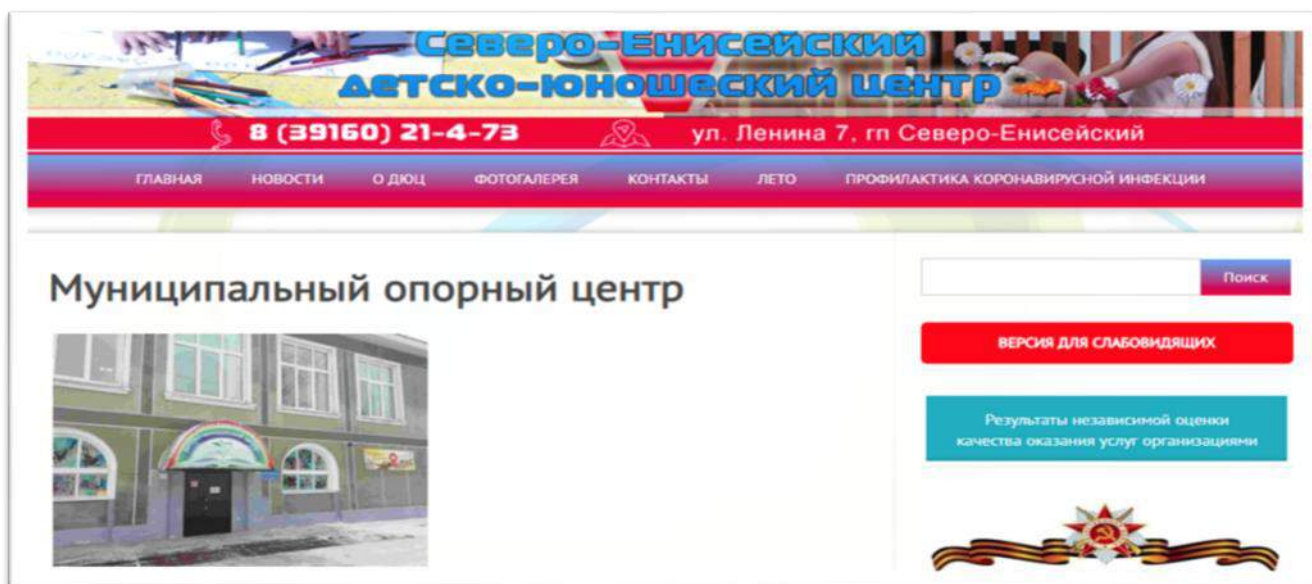 Северо-Енисейский
детско-юношеский центр
8 (39160) 21-4-73
ул. Ленина 7, гп Северо-Енисейский
ГЛАВНАЯ НОВОСТИ О ДЮЦ ФОТОГАЛЕРЕЯ КОНТАКТЫ ЛЕТО ПРОФИЛАКТИКА КОРОНАВИРУСНОЙ ИНФЕКЦИИ
Муниципальный опорный центр
Поиск
ВЕРСИЯ ДЛЯ СЛАБОВИДЯЩИХ
Результаты независимой оценки
качества оказания услуг организациями